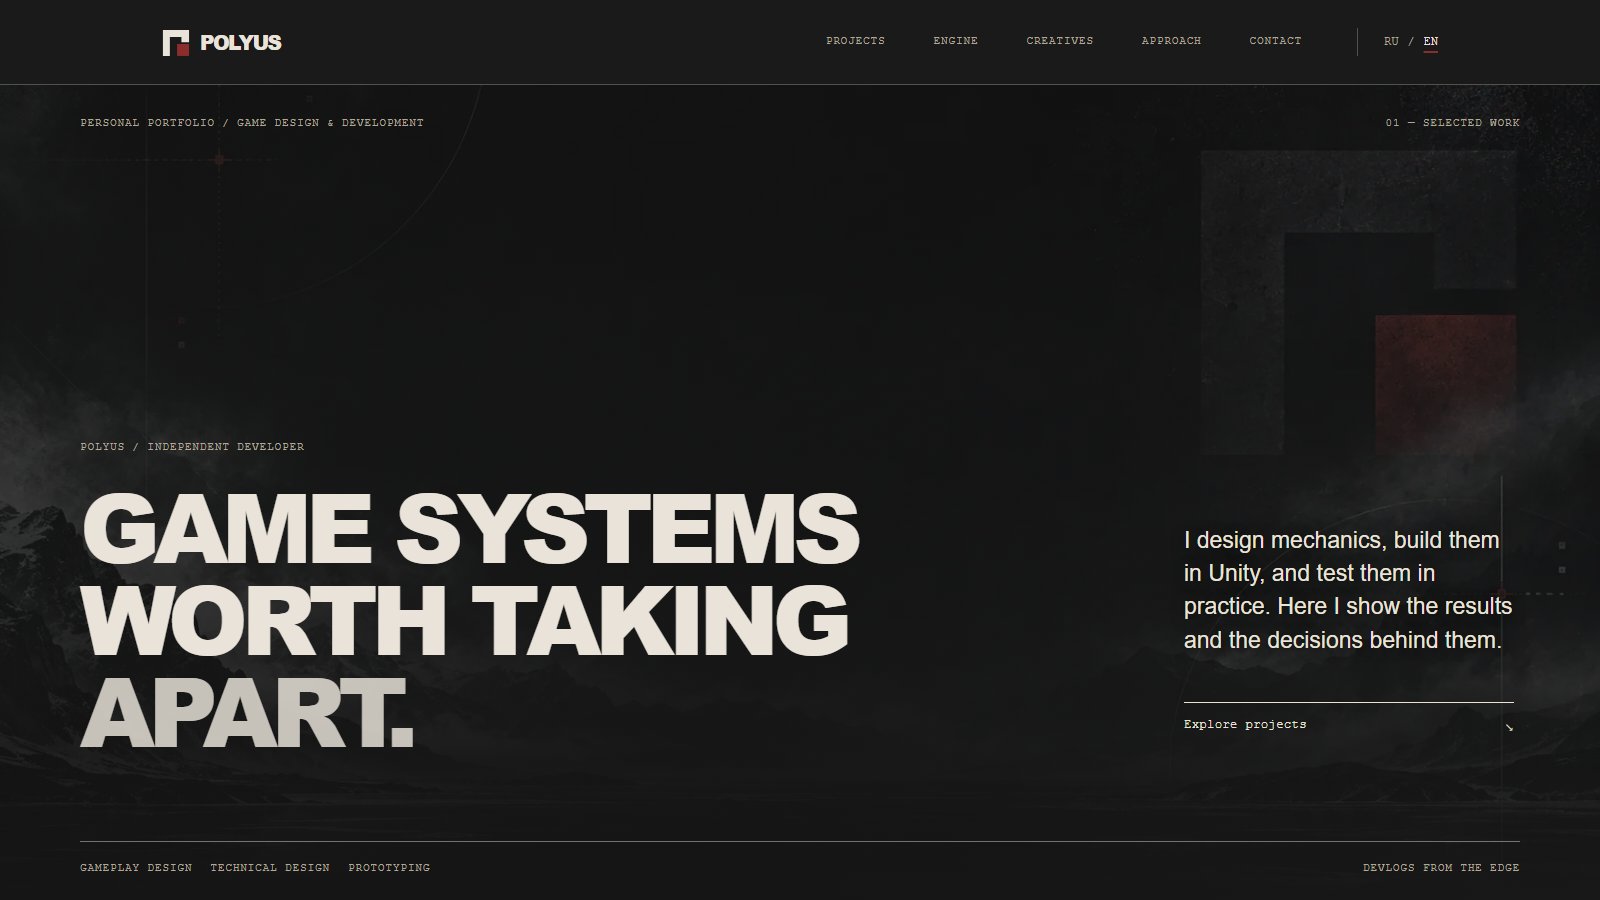 POLYUS
PROJECTS ENGINE CREATIVES APPROACH CONTACT RU / EN
PERSONAL PORTFOLIO / GAME DESIGN & DEVELOPMENT
01 — SELECTED WORK
POLYUS / INDEPENDENT DEVELOPER
GAME SYSTEMS
WORTH TAKING
APART.
I design mechanics, build them
in Unity, and test them in
practice. Here I show the results
and the decisions behind them.
Explore projects ↘
GAMEPLAY DESIGN TECHNICAL DESIGN PROTOTYPING
DEVLOGS FROM THE EDGE